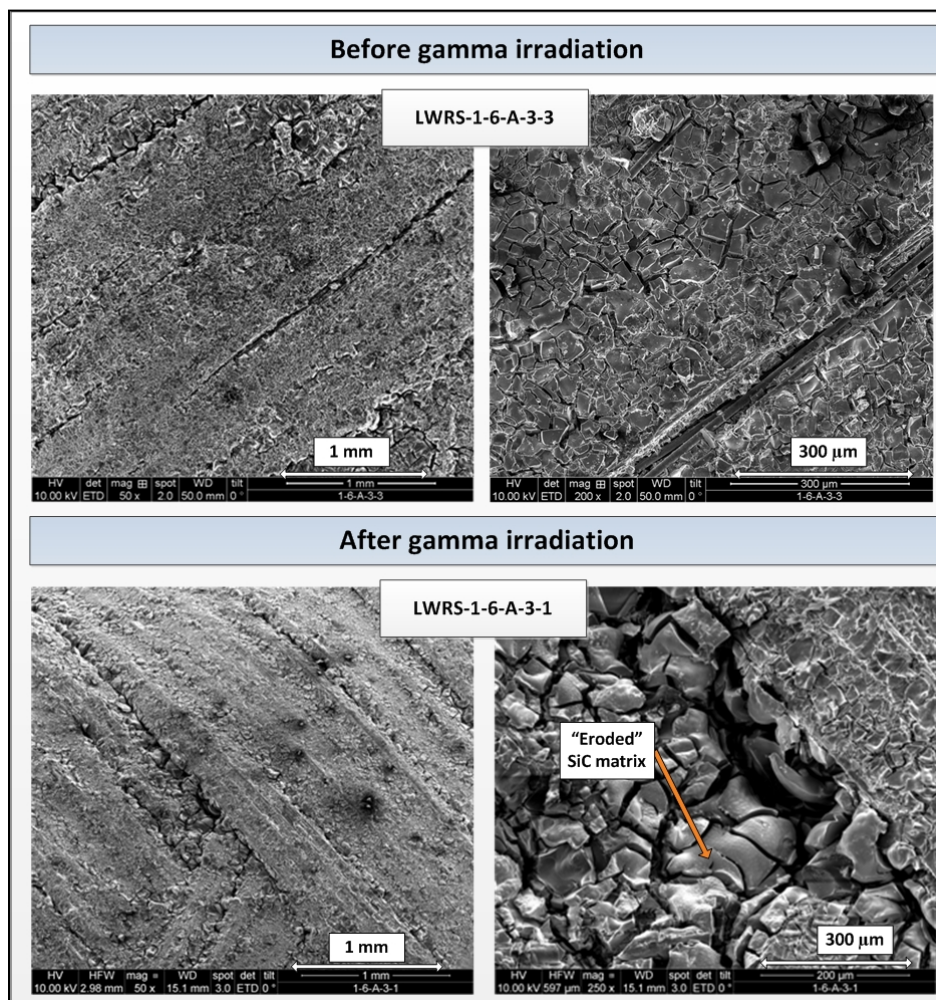 Before gamma irradiation
LWRS-1-6-A-3-3
1 mm
300 µm
HV det mag ⊞ spot WD tilt
10.00 kV ETD 50 x 2.0 50.0 mm 0 °
1 mm
1-6-A-3-3
HV det mag ⊞ spot WD tilt
10.00 kV ETD 200 x 2.0 50.0 mm 0 °
300 µm
1-6-A-3-3
After gamma irradiation
LWRS-1-6-A-3-1
"Eroded"
SiC matrix
1 mm
300 µm
HV HFW mag ¤ WD spot det tilt
10.00 kV 2.98 mm 50 x 15.1 mm 3.0 ETD 0 °
1 mm
1-6-A-3-1
HV HFW mag ¤ WD spot det tilt
10.00 kV 597 µm 250 x 15.1 mm 3.0 ETD 0 °
200 µm
1-6-A-3-1